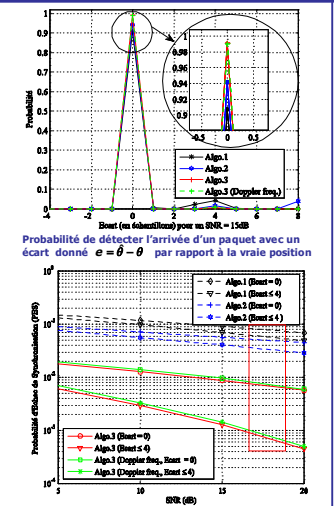 1
0.9
0.8
0.7
0.6
0.5
0.4
0.3
0.2
0.1
0
Probabilité
1
0.98
0.96
0.94
0.92
0.9
-0.5 0 0.5
Algo.1
Algo.2
Algo.3
Algo.3 (Doppler freq.)
-4 -2 0 2 4 6 8
Ecart (en échantillons) pour un SNR = 15dB
Probabilité de détecter l'arrivée d'un paquet avec un
écart donné e = θ̂ - θ par rapport à la vraie position
Probabilité d'Echec de Synchronisation (PES)
Algo.1 (Ecart = 0)
Algo.1 (Ecart ≤ 4)
Algo.2 (Ecart = 0)
Algo.2 (Ecart ≤ 4)
Algo.3 (Ecart = 0)
Algo.3 (Ecart ≤ 4)
Algo.3 (Doppler freq., Ecart = 0)
Algo.3 (Doppler freq., Ecart ≤ 4)
5 10 15 20
SNR (dB)